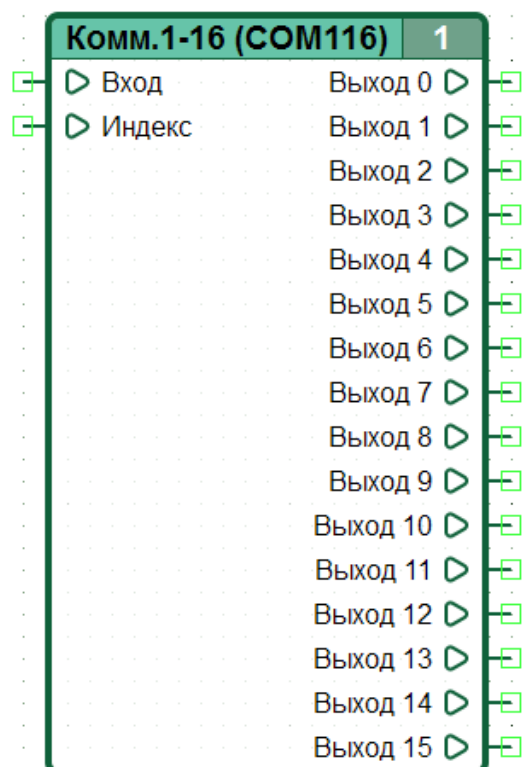 Комм.1-16 (COM116) 1
Вход Выход 0
Индекс Выход 1
Выход 2
Выход 3
Выход 4
Выход 5
Выход 6
Выход 7
Выход 8
Выход 9
Выход 10
Выход 11
Выход 12
Выход 13
Выход 14
Выход 15